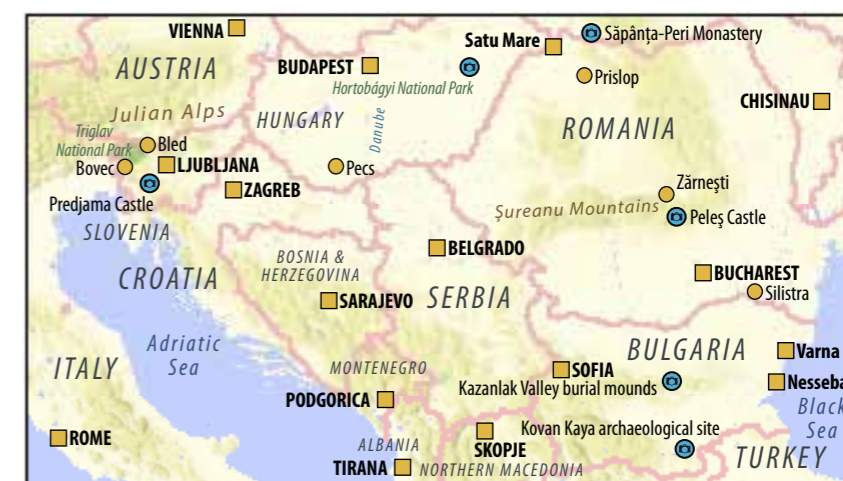 VIENNA
Satu Mare
Săpânța-Peri Monastery
AUSTRIA
BUDAPEST
Prislop
Hortobágyi National Park
CHISINAU
Julian Alps
HUNGARY
Danube
ROMANIA
Triglav
National Park
Bled
Bovec
LJUBLJANA
Pecs
ZAGREB
Zărnești
Predjama Castle
Șureanu Mountains
Peleș Castle
SLOVENIA
BELGRADO
BOSNIA &
HERZEGOVINA
CROATIA
BUCHAREST
SARAJEVO
SERBIA
Silistra
Adriatic
Sea
BULGARIA
Varna
ITALY
MONTENEGRO
SOFIA
Kazanlak Valley burial mounds
Nesseba
PODGORICA
Black
Sea
ROME
ALBANIA
SKOPJE
Kovan Kaya archaeological site
TURKEY
TIRANA
NORTHERN MACEDONIA